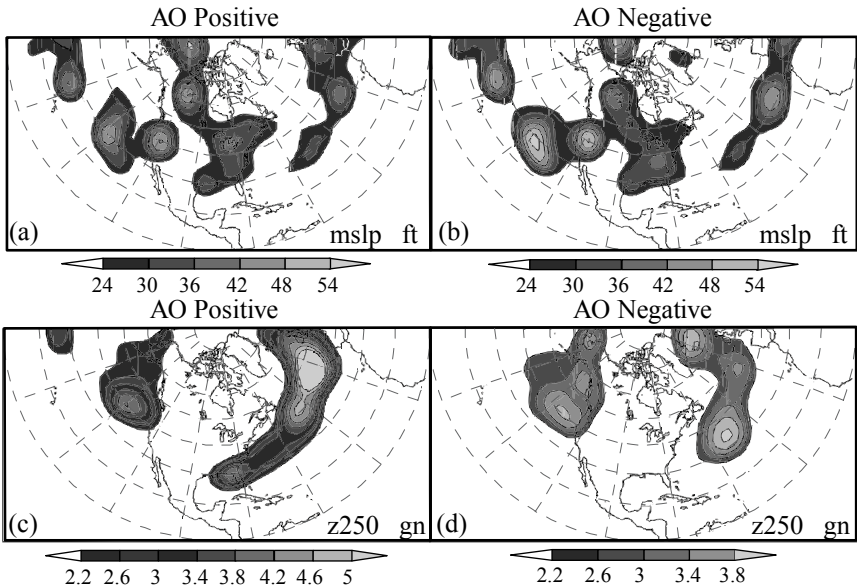 AO Positive
AO Negative
(a)
mslp ft
(b)
mslp ft
24 30 36 42 48 54
24 30 36 42 48 54
AO Positive
AO Negative
(c)
z250 gn
(d)
z250 gn
2.2 2.6 3 3.4 3.8 4.2 4.6 5
2.2 2.6 3 3.4 3.8